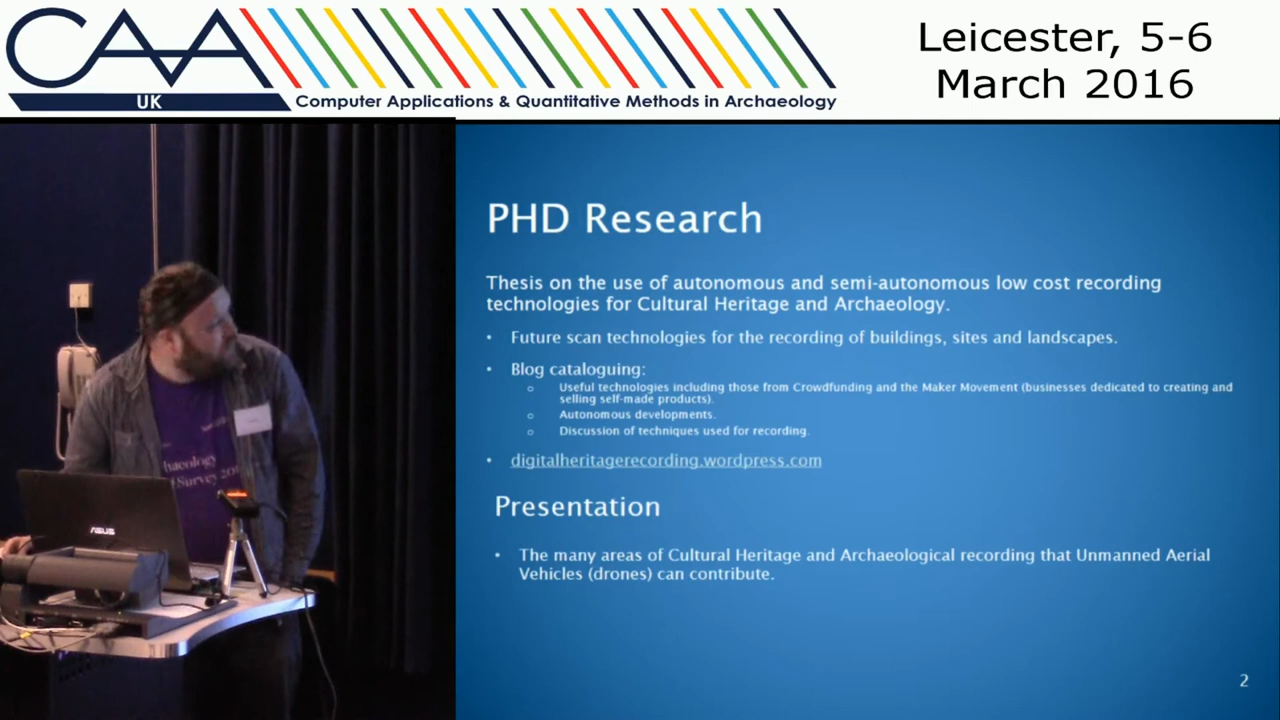 CAA
UK
Computer Applications & Quantitative Methods in Archaeology
Leicester, 5-6
March 2016
PHD Research
Thesis on the use of autonomous and semi-autonomous low cost recording
technologies for Cultural Heritage and Archaeology.
• Future scan technologies for the recording of buildings, sites and landscapes.
• Blog cataloguing:
o Useful technologies including those from Crowdfunding and the Maker Movement (businesses dedicated to creating and
selling self-made products).
o Autonomous developments.
o Discussion of techniques used for recording.
• digitalheritagerecording.wordpress.com
Presentation
• The many areas of Cultural Heritage and Archaeological recording that Unmanned Aerial
Vehicles (drones) can contribute.
2
haeology
Survey
ASUS